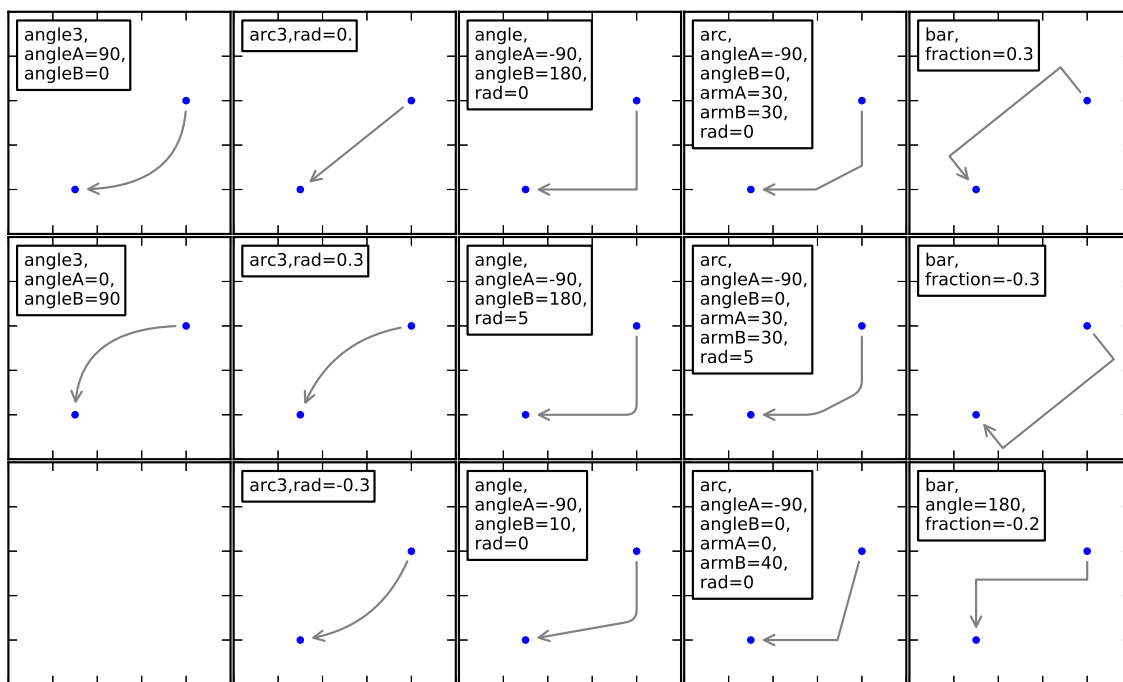 angle3,
angleA=90,
angleB=0
arc3,rad=0.
angle,
angleA=-90,
angleB=180,
rad=0
arc,
angleA=-90,
angleB=0,
armA=30,
armB=30,
rad=0
bar,
fraction=0.3
angle3,
angleA=0,
angleB=90
arc3,rad=0.3
angle,
angleA=-90,
angleB=180,
rad=5
arc,
angleA=-90,
angleB=0,
armA=30,
armB=30,
rad=5
bar,
fraction=-0.3
arc3,rad=-0.3
angle,
angleA=-90,
angleB=10,
rad=0
arc,
angleA=-90,
angleB=0,
armA=0,
armB=40,
rad=0
bar,
angle=180,
fraction=-0.2